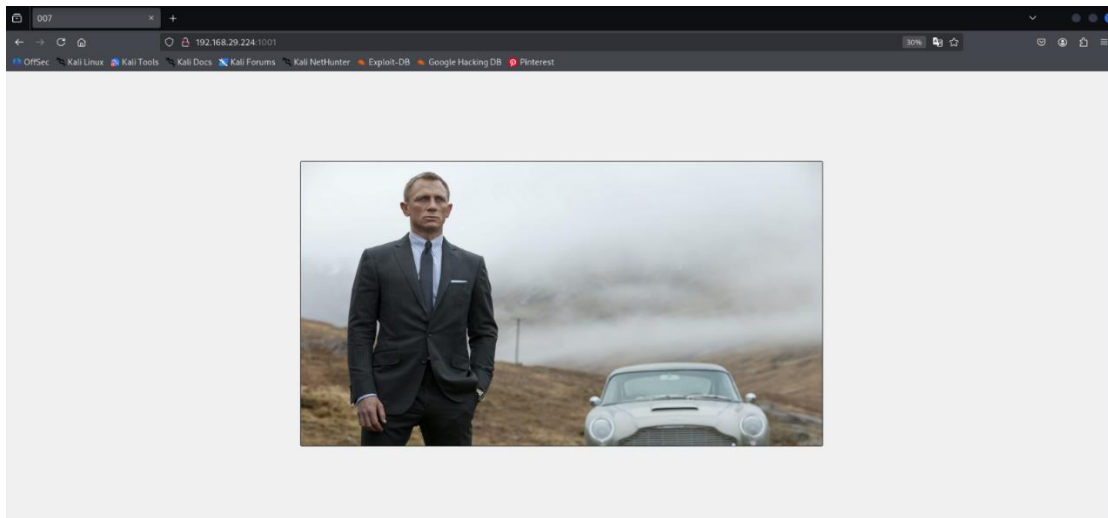 007
192.168.29.224:1001
30%
OffSec Kali Linux Kali Tools Kali Docs Kali Forums Kali NetHunter Exploit-DB Google Hacking DB Pinterest